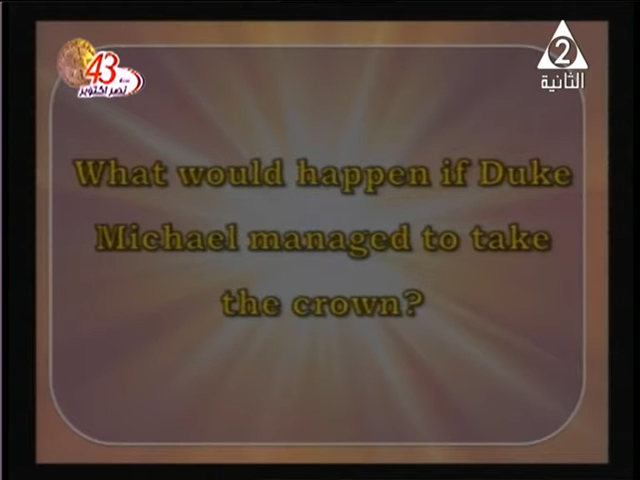 43
نصر اكتوبر
2
الثانية
What would happen if Duke
Michael managed to take
the crown?